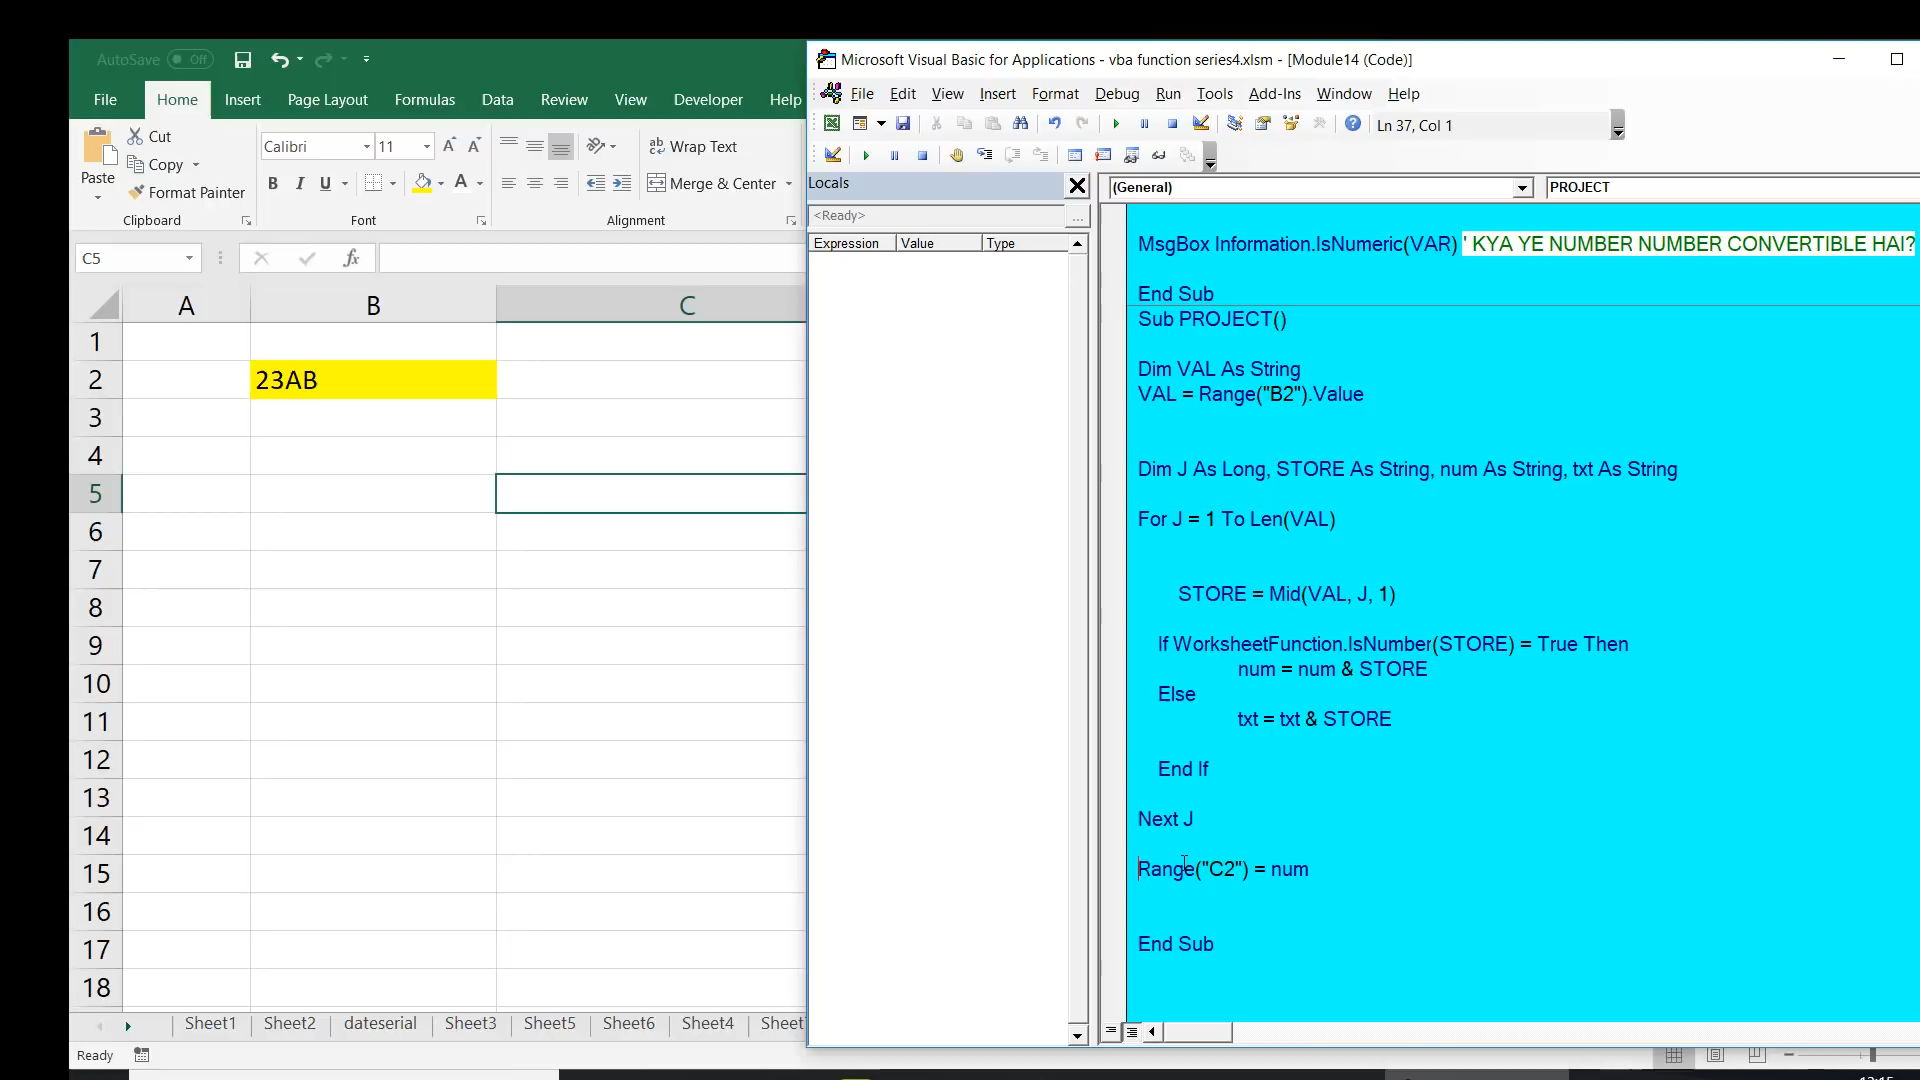 AutoSave Off
File Home Insert Page Layout Formulas Data Review View Developer Help
Paste
Cut
Copy
Format Painter
Calibri 11
B I U
Wrap Text
Merge & Center
Clipboard Font Alignment
C5 fx
A B C
1
2 23AB
3
4
5
6
7
8
9
10
11
12
13
14
15
16
17
18
Sheet1 Sheet2 dateserial Sheet3 Sheet5 Sheet6 Sheet4
Ready
Microsoft Visual Basic for Applications - vba function series4.xlsm - [Module14 (Code)]
File Edit View Insert Format Debug Run Tools Add-Ins Window Help
Ln 37, Col 1
Locals
<Ready> ...
Expression Value Type
(General) PROJECT
MsgBox Information.IsNumeric(VAR) ' KYA YE NUMBER NUMBER CONVERTIBLE HAI?
End Sub
Sub PROJECT()
Dim VAL As String
VAL = Range("B2").Value
Dim J As Long, STORE As String, num As String, txt As String
For J = 1 To Len(VAL)
STORE = Mid(VAL, J, 1)
If WorksheetFunction.IsNumber(STORE) = True Then
num = num & STORE
Else
txt = txt & STORE
End If
Next J
Range("C2") = num
End Sub